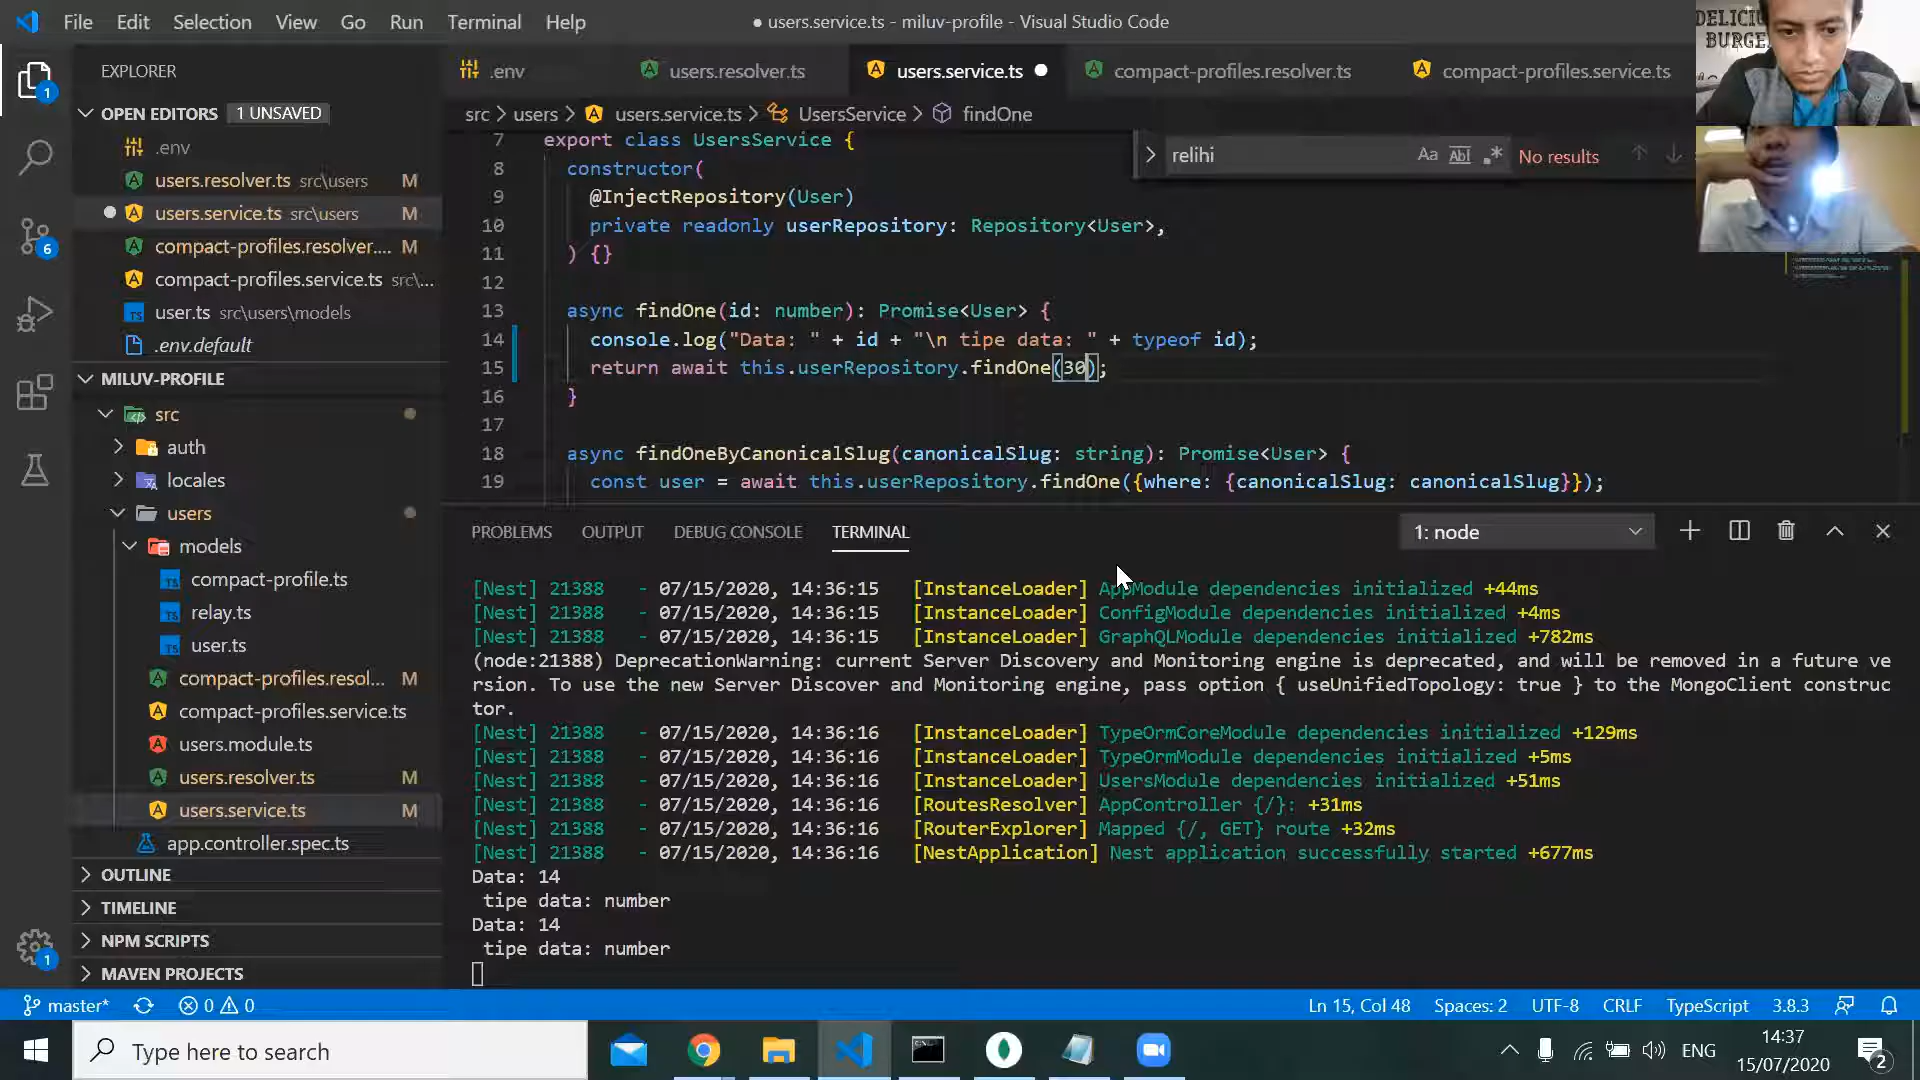 File Edit Selection View Go Run Terminal Help
● users.service.ts - miluv-profile - Visual Studio Code
EXPLORER
OPEN EDITORS 1 UNSAVED
.env
users.resolver.ts src\users M
users.service.ts src\users M
compact-profiles.resolver.... M
compact-profiles.service.ts src\...
user.ts src\users\models
.env.default
MILUV-PROFILE
src
auth
locales
users
models
compact-profile.ts
relay.ts
user.ts
compact-profiles.resol... M
compact-profiles.service.ts
users.module.ts
users.resolver.ts M
users.service.ts M
app.controller.spec.ts
OUTLINE
TIMELINE
NPM SCRIPTS
MAVEN PROJECTS
.env users.resolver.ts users.service.ts compact-profiles.resolver.ts compact-profiles.service.ts
src > users > users.service.ts > UsersService > findOne
relihi Aa Abl .* No results
7 export class UsersService {
8 constructor(
9 @InjectRepository(User)
10 private readonly userRepository: Repository<User>,
11 ) {}
12
13 async findOne(id: number): Promise<User> {
14 console.log("Data: " + id + "\n tipe data: " + typeof id);
15 return await this.userRepository.findOne(30);
16 }
17
18 async findOneByCanonicalSlug(canonicalSlug: string): Promise<User> {
19 const user = await this.userRepository.findOne({where: {canonicalSlug: canonicalSlug}});
PROBLEMS OUTPUT DEBUG CONSOLE TERMINAL 1: node
[Nest] 21388 - 07/15/2020, 14:36:15 [InstanceLoader] AppModule dependencies initialized +44ms
[Nest] 21388 - 07/15/2020, 14:36:15 [InstanceLoader] ConfigModule dependencies initialized +4ms
[Nest] 21388 - 07/15/2020, 14:36:15 [InstanceLoader] GraphQLModule dependencies initialized +782ms
(node:21388) DeprecationWarning: current Server Discovery and Monitoring engine is deprecated, and will be removed in a future ve
rsion. To use the new Server Discover and Monitoring engine, pass option { useUnifiedTopology: true } to the MongoClient construc
tor.
[Nest] 21388 - 07/15/2020, 14:36:16 [InstanceLoader] TypeOrmCoreModule dependencies initialized +129ms
[Nest] 21388 - 07/15/2020, 14:36:16 [InstanceLoader] TypeOrmModule dependencies initialized +5ms
[Nest] 21388 - 07/15/2020, 14:36:16 [InstanceLoader] UsersModule dependencies initialized +51ms
[Nest] 21388 - 07/15/2020, 14:36:16 [RoutesResolver] AppController {/}: +31ms
[Nest] 21388 - 07/15/2020, 14:36:16 [RouterExplorer] Mapped {/, GET} route +32ms
[Nest] 21388 - 07/15/2020, 14:36:16 [NestApplication] Nest application successfully started +677ms
Data: 14
tipe data: number
Data: 14
tipe data: number
master* 0 0 Ln 15, Col 48 Spaces: 2 UTF-8 CRLF TypeScript 3.8.3
Type here to search
ENG
14:37
15/07/2020
2